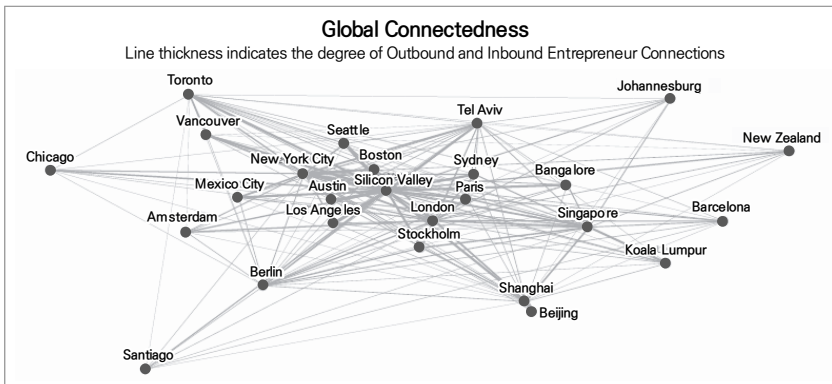 Global Connectedness
Line thickness indicates the degree of Outbound and Inbound Entrepreneur Connections
Toronto
Johannesburg
Tel Aviv
Vancouver
Seattle
New Zealand
Chicago
New York City
Boston
Sydney
Bangalore
Silicon Valley
Mexico City
Austin
Paris
Los Angeles
London
Singapore
Barcelona
Amsterdam
Stockholm
Koala Lumpur
Berlin
Shanghai
Beijing
Santiago